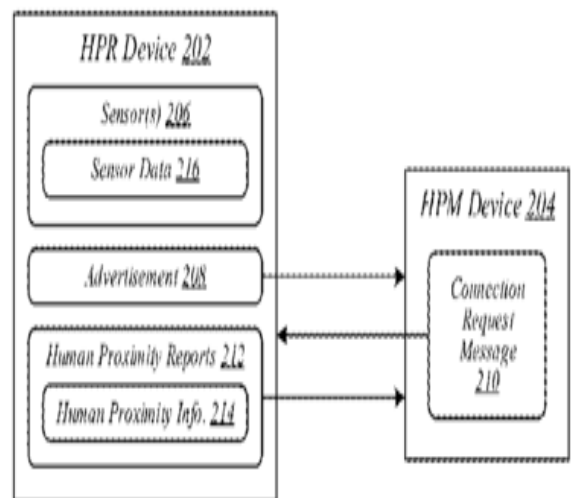 HPR Device 202
Sensor(s) 206
Sensor Data 216
Advertisement 208
Human Proximity Reports 212
Human Proximity Info. 214
HPM Device 204
Connection
Request
Message
210